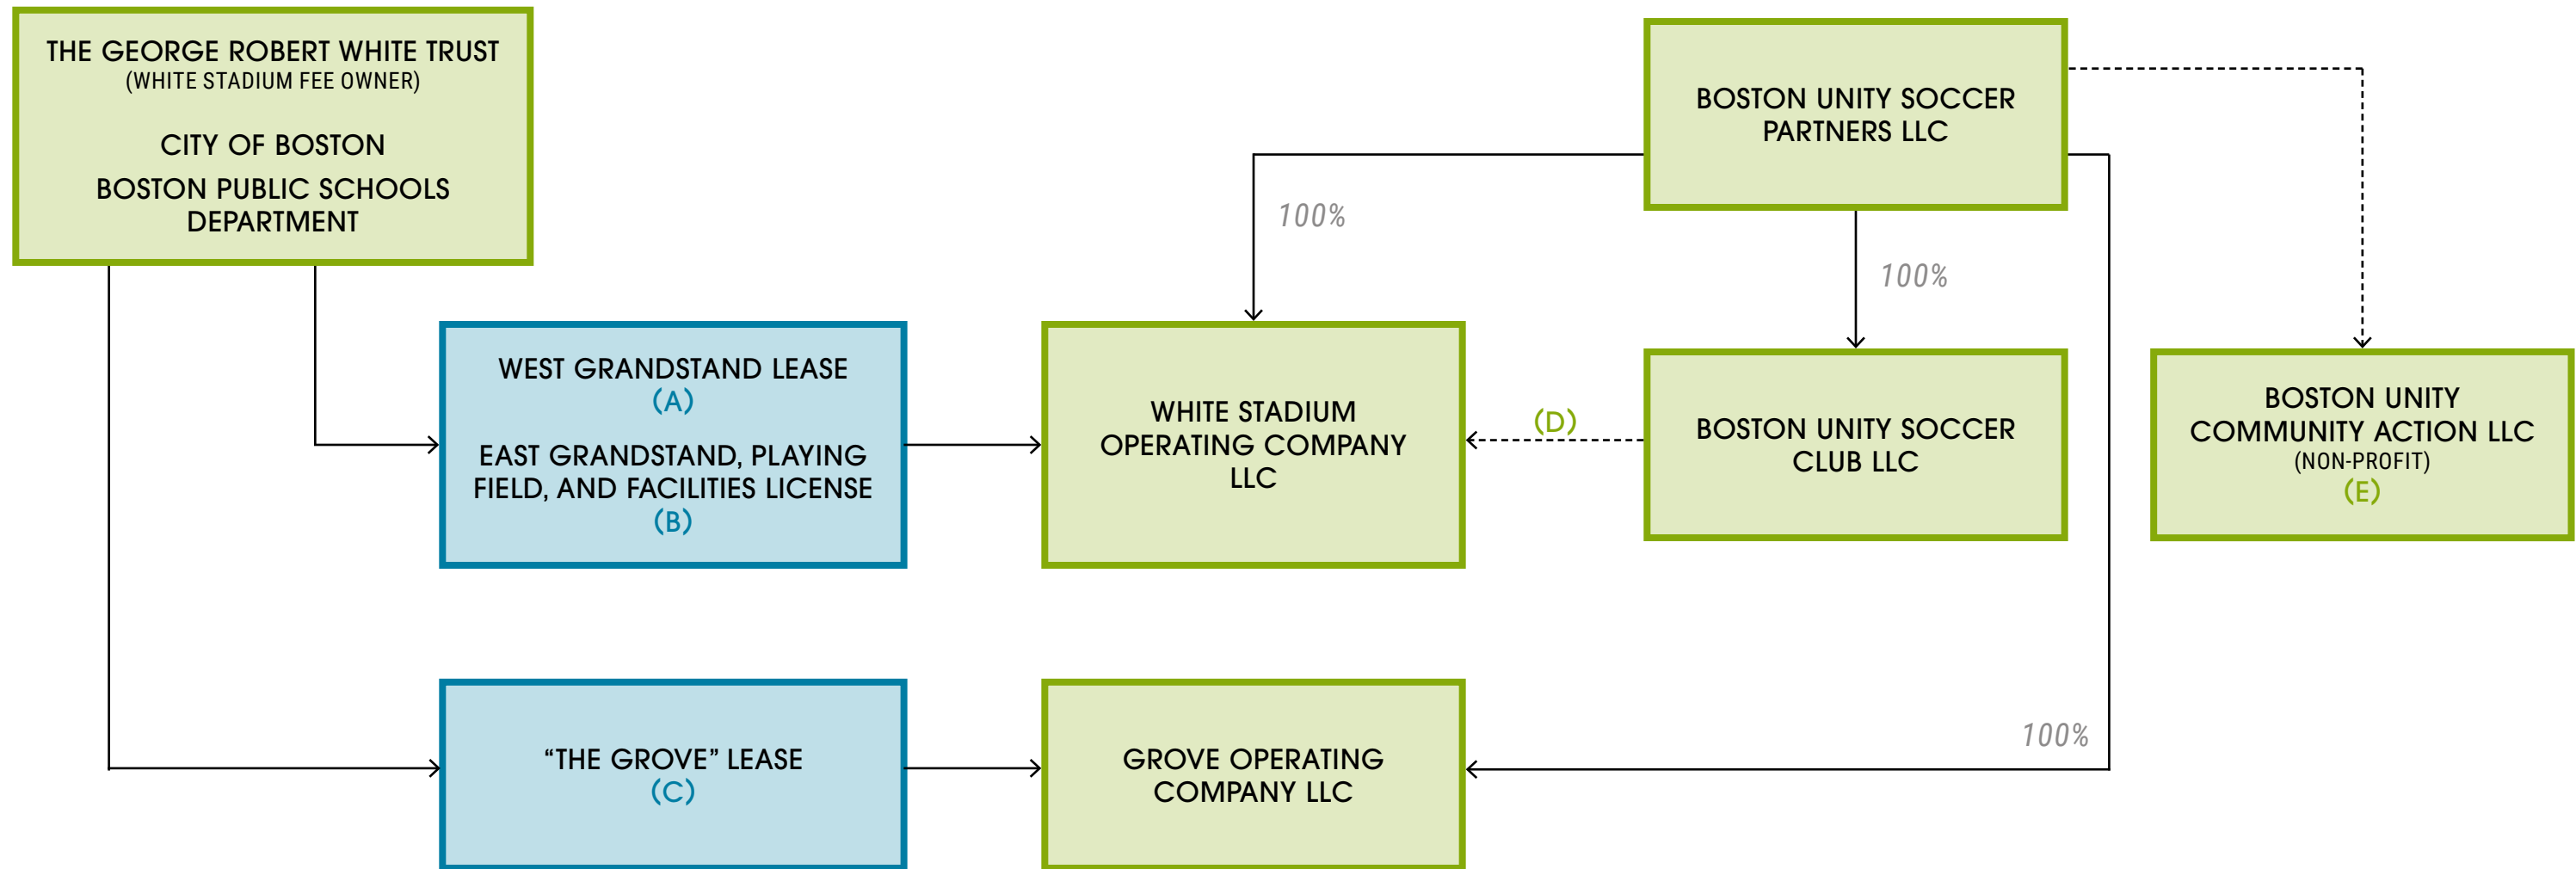 THE GEORGE ROBERT WHITE TRUST
(WHITE STADIUM FEE OWNER)
CITY OF BOSTON
BOSTON PUBLIC SCHOOLS
DEPARTMENT
BOSTON UNITY SOCCER
PARTNERS LLC
100%
100%
WEST GRANDSTAND LEASE
(A)
EAST GRANDSTAND, PLAYING
FIELD, AND FACILITIES LICENSE
(B)
WHITE STADIUM
OPERATING COMPANY
LLC
(D)
BOSTON UNITY SOCCER
CLUB LLC
BOSTON UNITY
COMMUNITY ACTION LLC
(NON-PROFIT)
(E)
“THE GROVE” LEASE
(C)
GROVE OPERATING
COMPANY LLC
100%